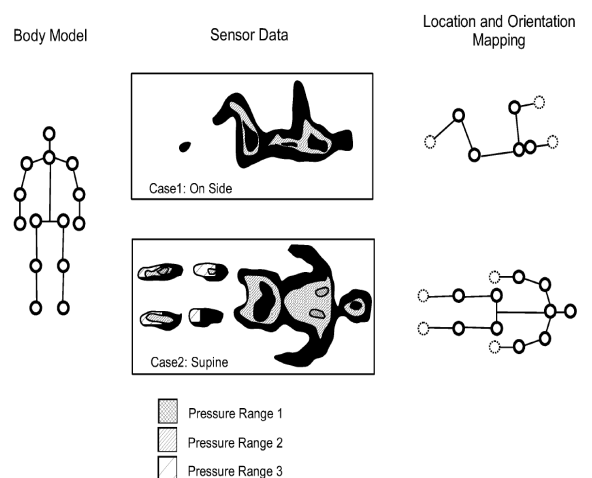 Body Model
Sensor Data
Location and Orientation
Mapping
Case1: On Side
Case2: Supine
Pressure Range 1
Pressure Range 2
Pressure Range 3